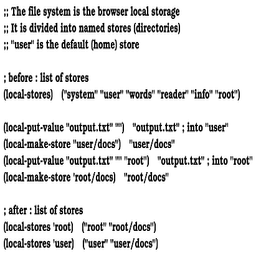 ;; The file system is the browser local storage
;; It is divided into named stores (directories)
;; "user" is the default (home) store
; before : list of stores
(local-stores) ("system" "user" "words" "reader" "info" "root")
(local-put-value "output.txt" "") "output.txt" ; into "user"
(local-make-store "user/docs") "user/docs"
(local-put-value "output.txt" "" "root") "output.txt" ; into "root"
(local-make-store 'root/docs) "root/docs"
; after : list of stores
(local-stores 'root) ("root" "root/docs")
(local-stores 'user) ("user" "user/docs")